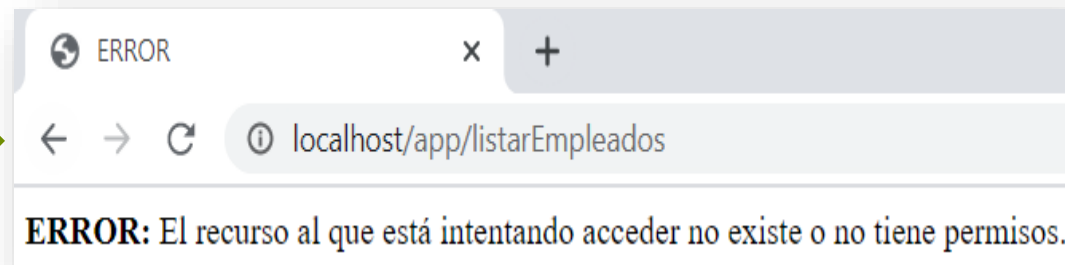 ERROR
localhost/app/listarEmpleados
ERROR: El recurso al que está intentando acceder no existe o no tiene permisos.